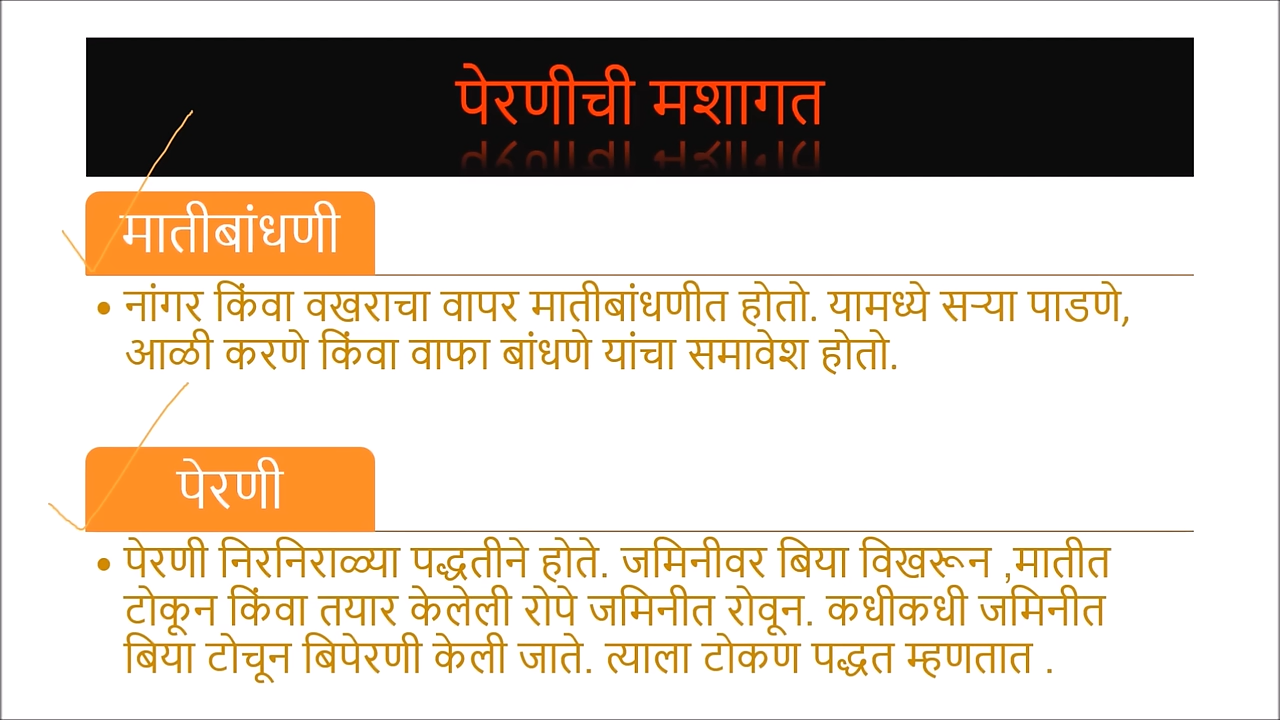 पेरणीची मशागत
मातीबांधणी
• नांगर किंवा वखराचा वापर मातीबांधणीत होतो. यामध्ये सऱ्या पाडणे,
आळी करणे किंवा वाफा बांधणे यांचा समावेश होतो.
पेरणी
• पेरणी निरनिराळ्या पद्धतीने होते. जमिनीवर बिया विखरून ,मातीत
टोकून किंवा तयार केलेली रोपे जमिनीत रोवून. कधीकधी जमिनीत
बिया टोचून बिपेरणी केली जाते. त्याला टोकण पद्धत म्हणतात .